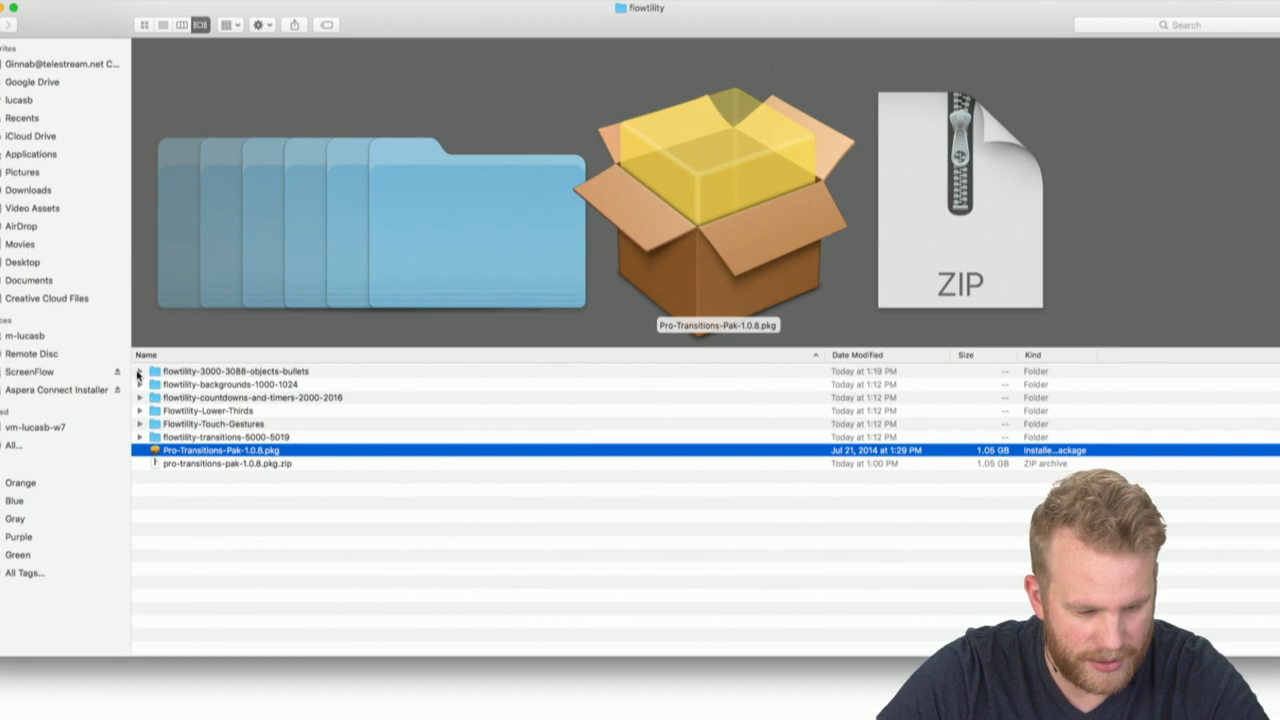 flowtility
Search
rites
Ginnab@telestream.net C...
Google Drive
lucasb
Recents
iCloud Drive
Applications
Pictures
Downloads
Video Assets
AirDrop
Movies
Desktop
Documents
Creative Cloud Files
ces
m-lucasb
Remote Disc
ScreenFlow
Aspera Connect Installer
ed
vm-lucasb-w7
All...
Orange
Blue
Gray
Purple
Green
All Tags...
ZIP
Pro-Transitions-Pak-1.0.8.pkg
Name Date Modified Size Kind
flowtility-3000-3088-objects-bullets Today at 1:19 PM -- Folder
flowtility-backgrounds-1000-1024 Today at 1:12 PM -- Folder
flowtility-countdowns-and-timers-2000-2016 Today at 1:12 PM -- Folder
Flowtility-Lower-Thirds Today at 1:12 PM -- Folder
Flowtility-Touch-Gestures Today at 1:12 PM -- Folder
flowtility-transitions-5000-5019 Today at 1:12 PM -- Folder
Pro-Transitions-Pak-1.0.8.pkg Jul 21, 2014 at 1:29 PM 1.05 GB Installe...ackage
pro-transitions-pak-1.0.8.pkg.zip Today at 1:00 PM 1.05 GB ZIP archive